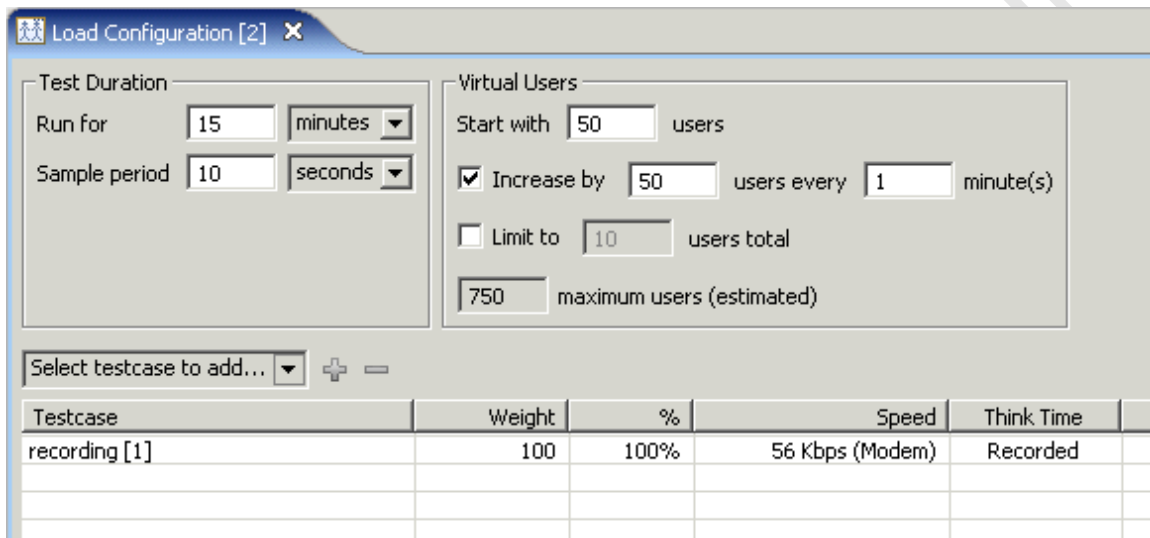 Load Configuration [2]
Test Duration
Run for 15 minutes
Sample period 10 seconds
Virtual Users
Start with 50 users
Increase by 50 users every 1 minute(s)
Limit to 10 users total
750 maximum users (estimated)
Select testcase to add...
Testcase Weight % Speed Think Time
recording [1] 100 100% 56 Kbps (Modem) Recorded